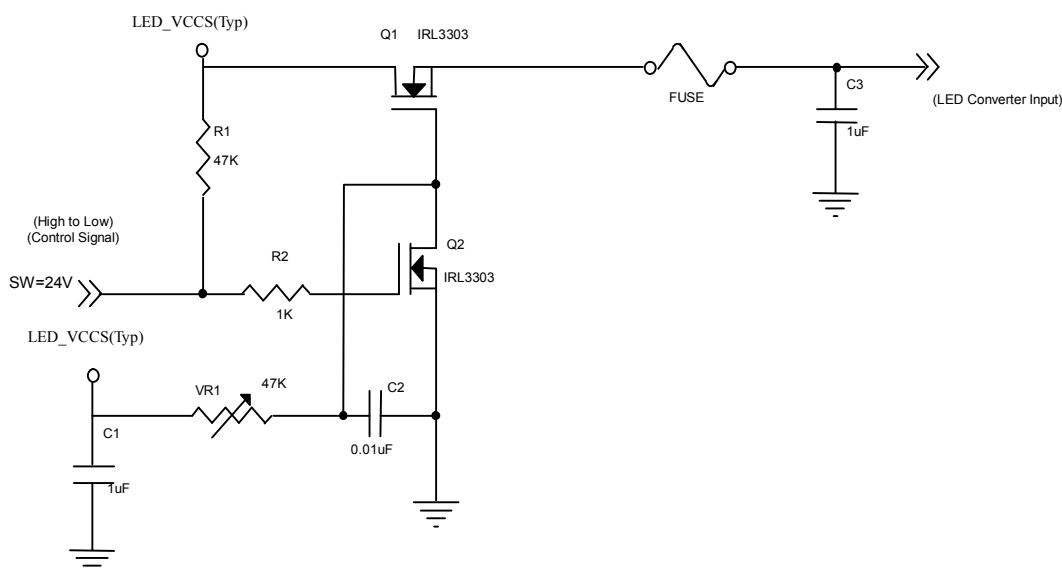 LED_VCCS(Typ)
Q1 IRL3303
FUSE
C3
1uF
(LED Converter Input)
R1
47K
(High to Low)
(Control Signal)
SW=24V
R2
1K
Q2
IRL3303
LED_VCCS(Typ)
VR1 47K
C2
0.01uF
C1
1uF